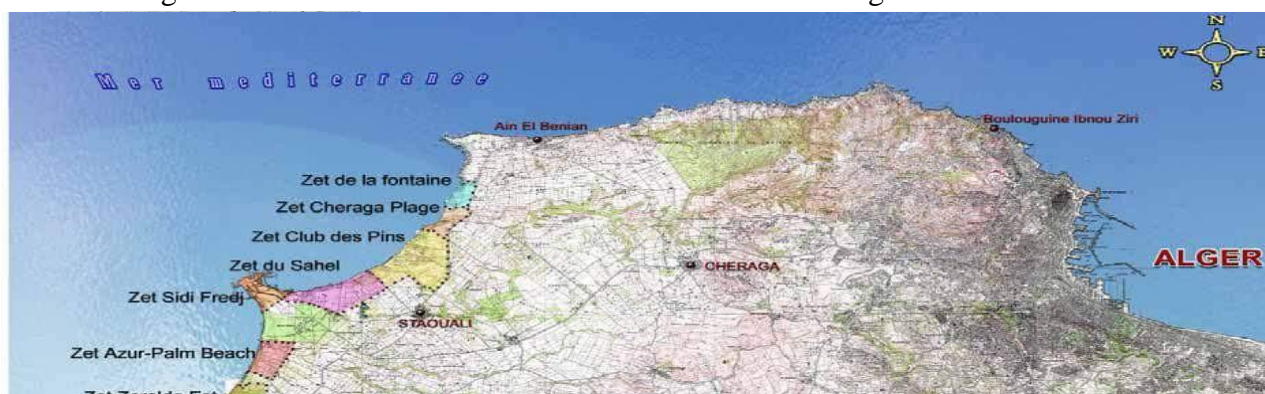 N
W E
S
Mer mediterranee
Ain El Benian
Boulouguine Ibnou Ziri
Zet de la fontaine
Zet Cheraga Plage
Zet Club des Pins
Zet du Sahel
CHERAGA
ALGER
Zet Sidi Fredj
STAOUALI
Zet Azur-Palm Beach